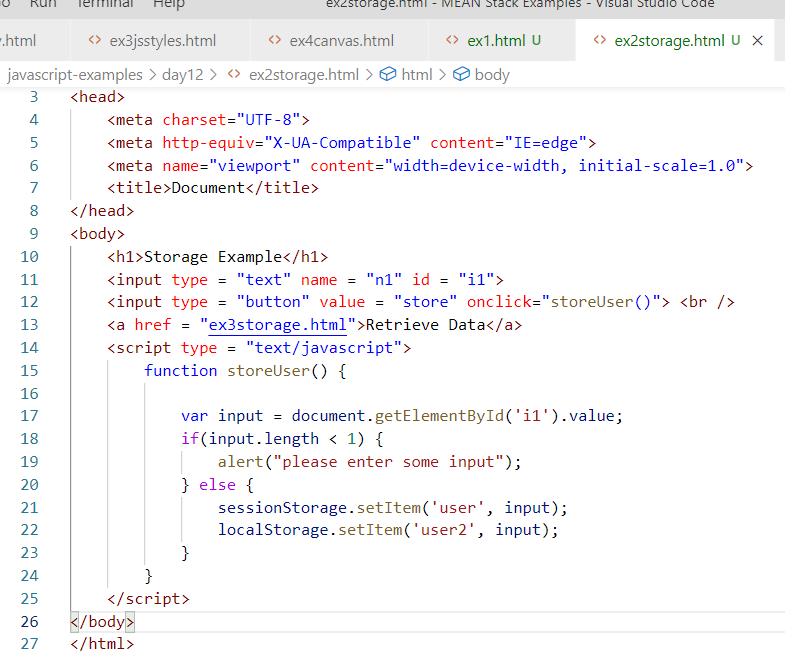 Run Terminal Help ex2storage.html - MEAN Stack Examples - Visual Studio Code
.html <> ex3jsstyles.html <> ex4canvas.html <> ex1.html U <> ex2storage.html U ×
javascript-examples > day12 > <> ex2storage.html > html > body
3 <head>
4 <meta charset="UTF-8">
5 <meta http-equiv="X-UA-Compatible" content="IE=edge">
6 <meta name="viewport" content="width=device-width, initial-scale=1.0">
7 <title>Document</title>
8 </head>
9 <body>
10 <h1>Storage Example</h1>
11 <input type = "text" name = "n1" id = "i1">
12 <input type = "button" value = "store" onclick="storeUser()"> <br />
13 <a href = "ex3storage.html">Retrieve Data</a>
14 <script type = "text/javascript">
15 function storeUser() {
16
17 var input = document.getElementById('i1').value;
18 if(input.length < 1) {
19 alert("please enter some input");
20 } else {
21 sessionStorage.setItem('user', input);
22 localStorage.setItem('user2', input);
23 }
24 }
25 </script>
26 </body>
27 </html>